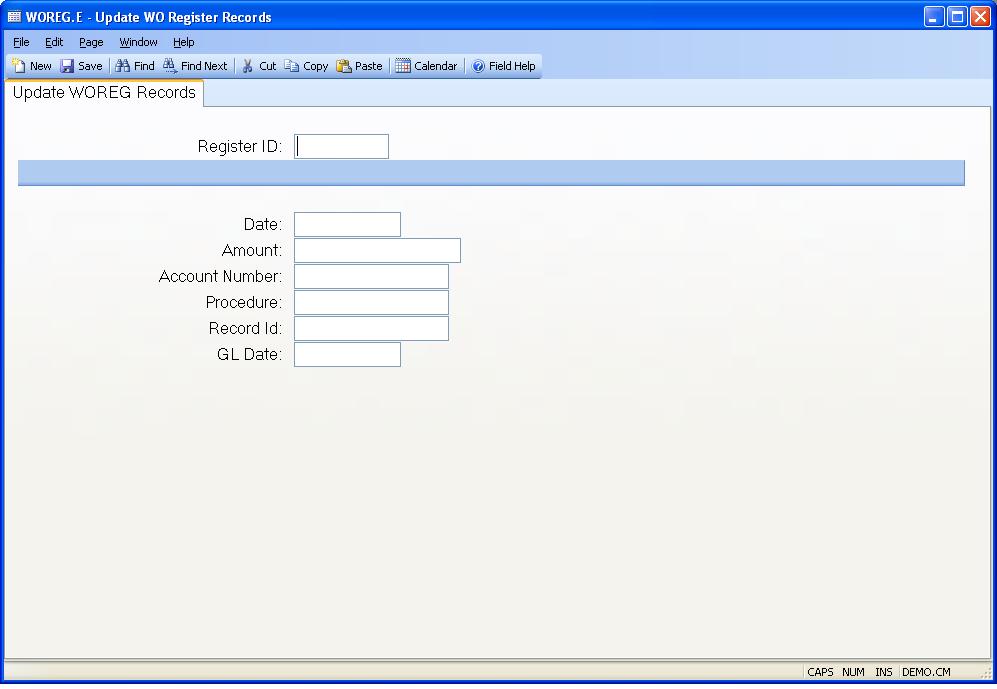 WOREG.E - Update WO Register Records
File Edit Page Window Help
New Save Find Find Next Cut Copy Paste Calendar Field Help
Update WOREG Records
Register ID:
Date:
Amount:
Account Number:
Procedure:
Record Id:
GL Date:
CAPS NUM INS DEMO.CM